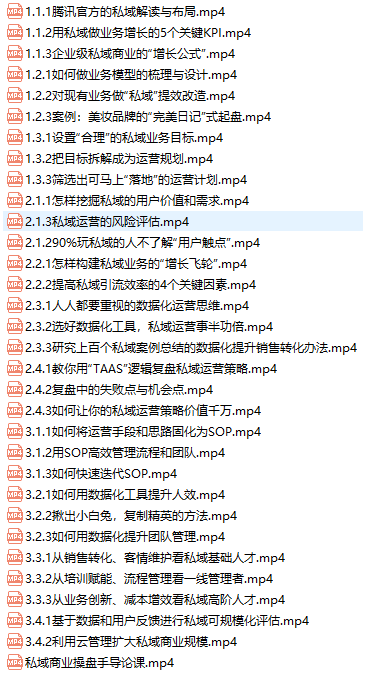 1.1.1腾讯官方的私域解读与布局.mp4
1.1.2用私域做业务增长的5个关键KPI.mp4
1.1.3企业级私域商业的“增长公式”.mp4
1.2.1如何做业务模型的梳理与设计.mp4
1.2.2对现有业务做“私域”提效改造.mp4
1.2.3案例：美妆品牌的“完美日记”式起盘.mp4
1.3.1设置“合理”的私域业务目标.mp4
1.3.2把目标拆解成为运营规划.mp4
1.3.3筛选出可马上“落地”的运营计划.mp4
2.1.1怎样挖掘私域的用户价值和需求.mp4
2.1.3私域运营的风险评估.mp4
2.1.290%玩私域的人不了解“用户触点”.mp4
2.2.1怎样构建私域业务的“增长飞轮”.mp4
2.2.2提高私域引流效率的4个关键因素.mp4
2.3.1人人都要重视的数据化运营思维.mp4
2.3.2选好数据化工具，私域运营事半功倍.mp4
2.3.3研究上百个私域案例总结的数据化提升销售转化办法.mp4
2.4.1教你用“TAAS”逻辑复盘私域运营策略.mp4
2.4.2复盘中的失败点与机会点.mp4
2.4.3如何让你的私域运营策略价值千万.mp4
3.1.1如何将运营手段和思路固化为SOP.mp4
3.1.2用SOP高效管理流程和团队.mp4
3.1.3如何快速迭代SOP.mp4
3.2.1如何用数据化工具提升人效.mp4
3.2.2揪出小白兔，复制精英的方法.mp4
3.2.3如何用数据化提升团队管理.mp4
3.3.1从销售转化、客情维护看私域基础人才.mp4
3.3.2从培训赋能、流程管理看一线管理者.mp4
3.3.3从业务创新、减本增效看私域高阶人才.mp4
3.4.1基于数据和用户反馈进行私域可规模化评估.mp4
3.4.2利用云管理扩大私域商业规模.mp4
私域商业操盘手导论课.mp4